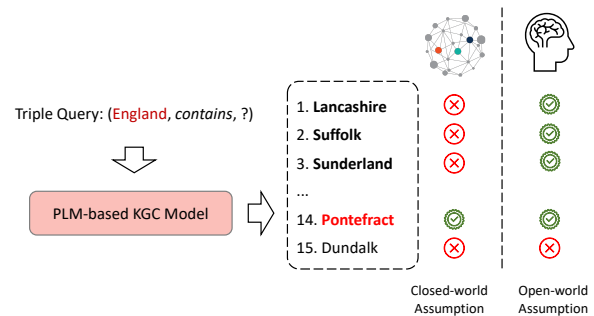 Triple Query: (England, contains, ?)
PLM-based KGC Model
1. Lancashire
2. Suffolk
3. Sunderland
...
14. Pontefract
15. Dundalk
Closed-world
Assumption
Open-world
Assumption